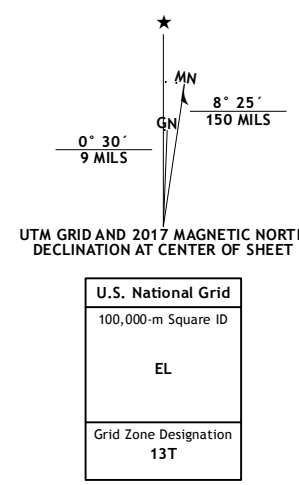 ★
MN
GN
8° 25´
150 MILS
0° 30´
9 MILS
UTM GRID AND 2017 MAGNETIC NORTH
DECLINATION AT CENTER OF SHEET
U.S. National Grid
100,000-m Square ID
EL
Grid Zone Designation
13T